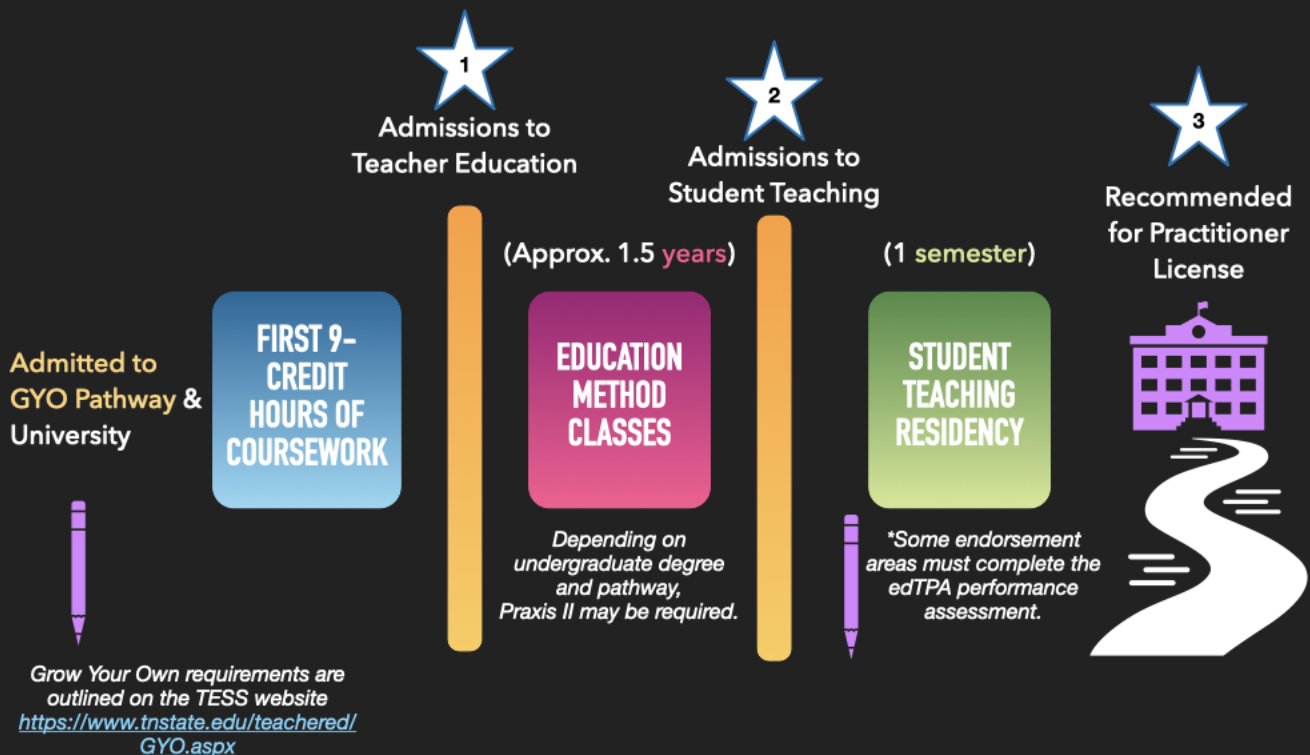 1
Admissions to
Teacher Education
2
Admissions to
Student Teaching
3
Recommended
for Practitioner
License
(Approx. 1.5 years)
(1 semester)
Admitted to
GYO Pathway &
University
FIRST 9-
CREDIT
HOURS OF
COURSEWORK
EDUCATION
METHOD
CLASSES
STUDENT
TEACHING
RESIDENCY
Depending on
undergraduate degree
and pathway,
Praxis II may be required.
*Some endorsement
areas must complete the
edTPA performance
assessment.
Grow Your Own requirements are
outlined on the TESS website
https://www.tnstate.edu/teachered/
GYO.aspx